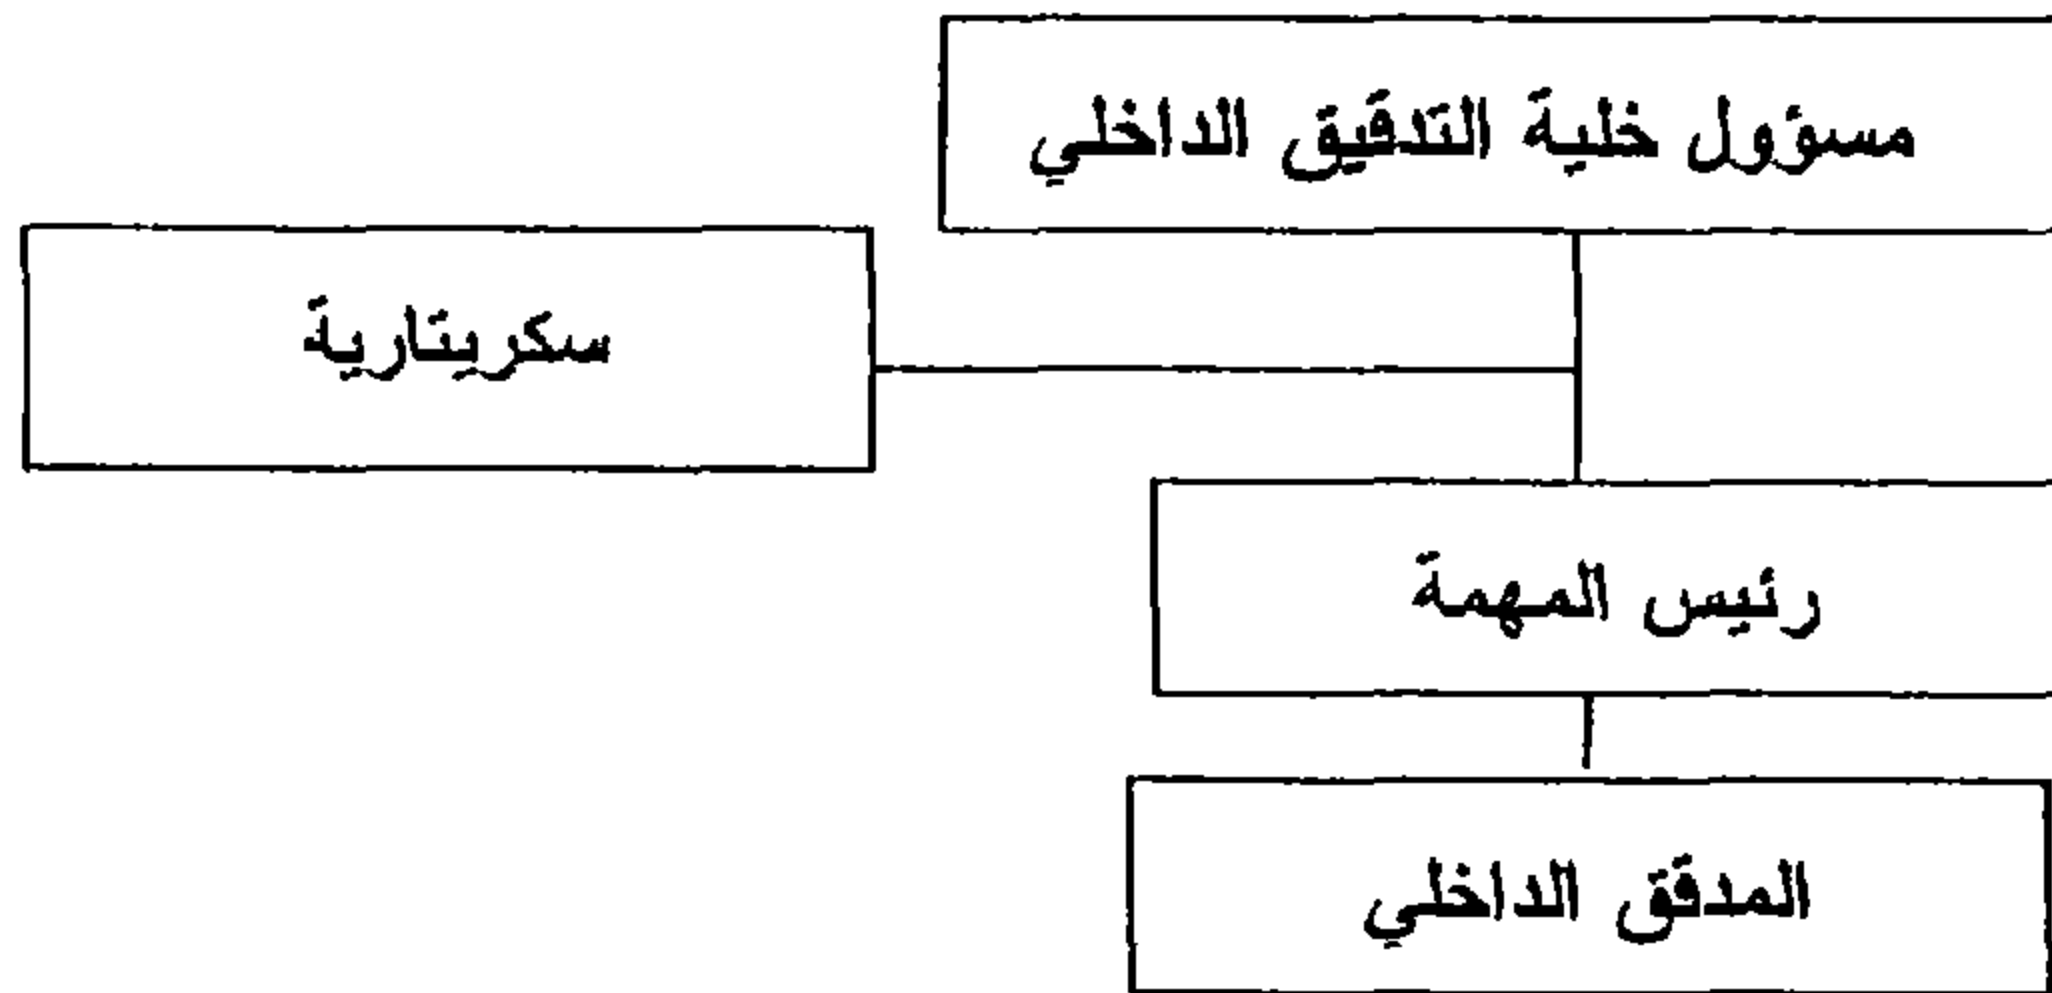 مسؤول خلية التدقيق الداخلي
سكريتارية
رئيس المهمة
المدقق الداخلي